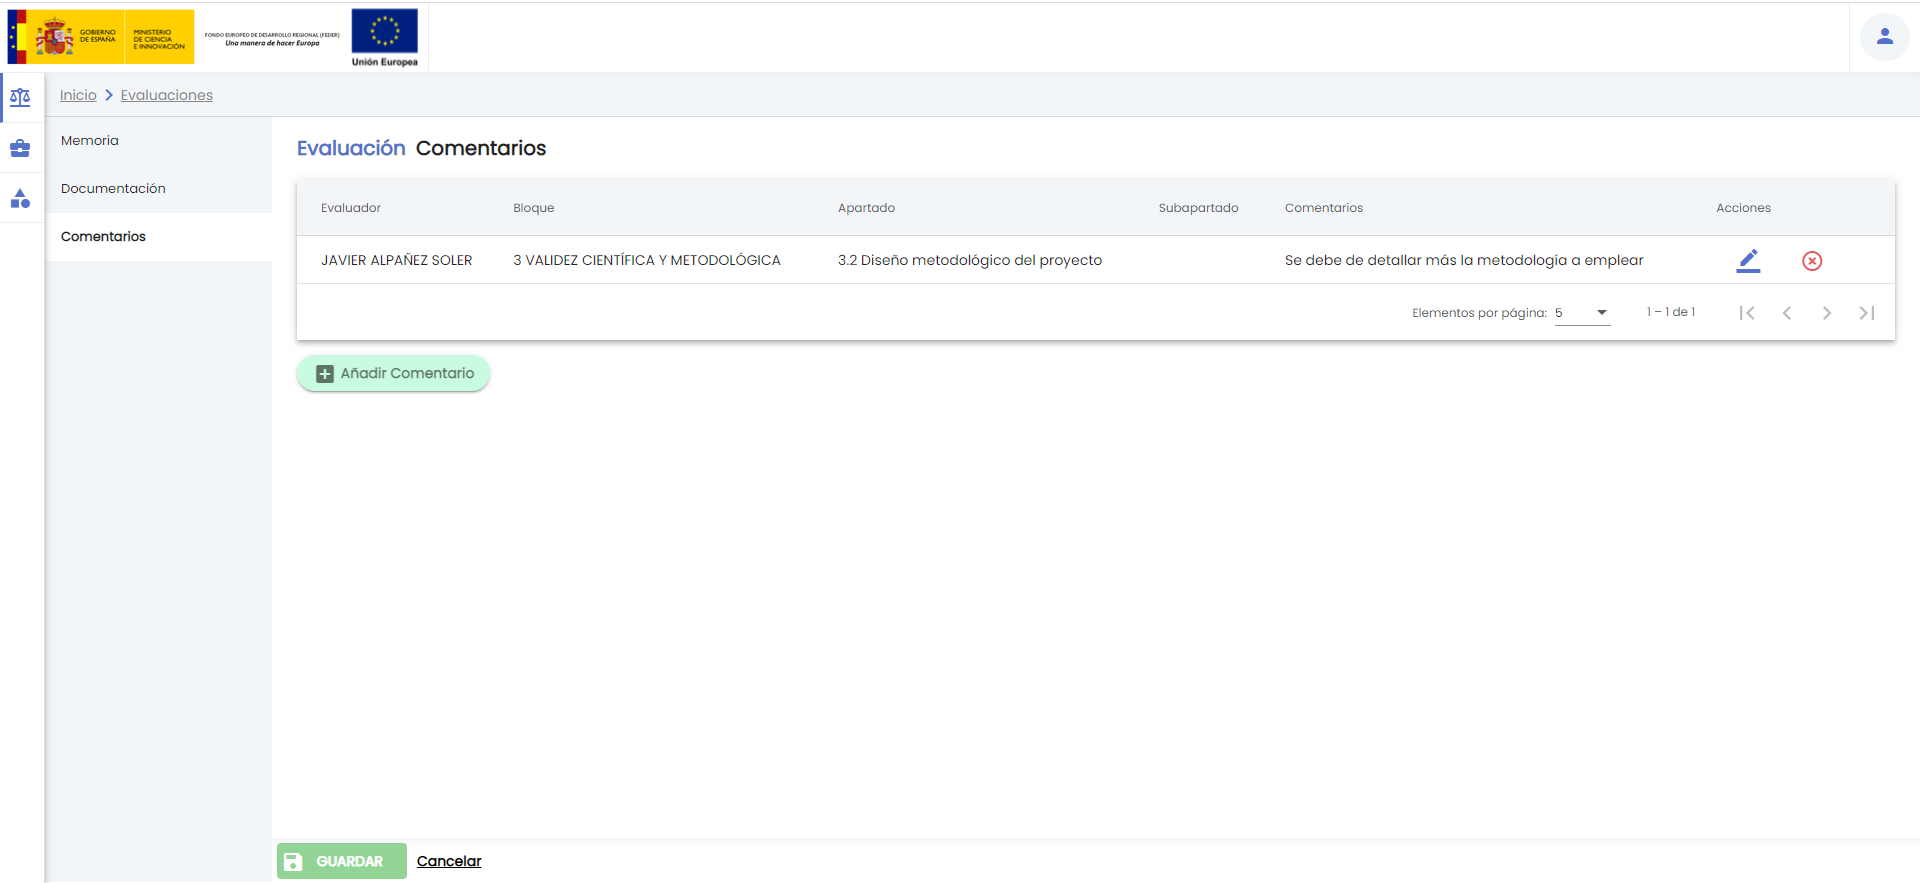 GOBIERNO
DE ESPAÑA
MINISTERIO
DE CIENCIA
E INNOVACIÓN
FONDO EUROPEO DE DESARROLLO REGIONAL (FEDER)
Una manera de hacer Europa
Unión Europea
Inicio Evaluaciones
Memoria
Documentación
Comentarios
Evaluación Comentarios
Evaluador Bloque Apartado Subapartado Comentarios Acciones
JAVIER ALPAÑEZ SOLER 3 VALIDEZ CIENTÍFICA Y METODOLÓGICA 3.2 Diseño metodológico del proyecto Se debe de detallar más la metodología a emplear
Elementos por página: 5 1 – 1 de 1
Añadir Comentario
GUARDAR Cancelar